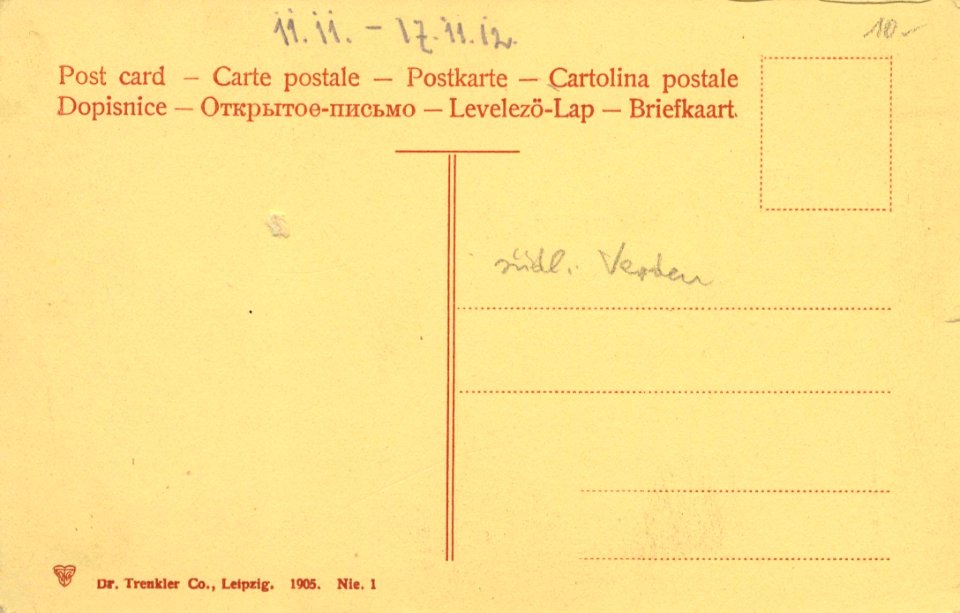 11.11. – 17.11.12.
10.-
Post card – Carte postale – Postkarte – Cartolina postale
Dopisnice – Открытое-письмо – Levelezö-Lap – Briefkaart.
südl. Verden
Dr. Trenkler Co., Leipzig. 1905. Nie. 1